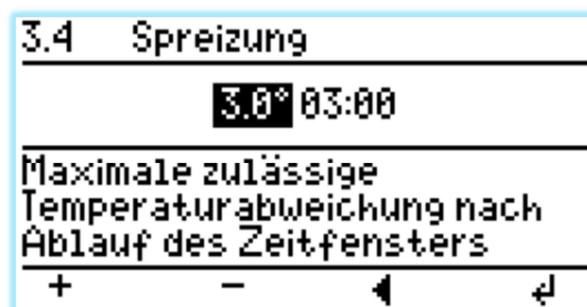 3.4 Spreizung
3.0° 03:00
Maximale zulässige
Temperaturabweichung nach
Ablauf des Zeitfensters
+ − ◀ ↵